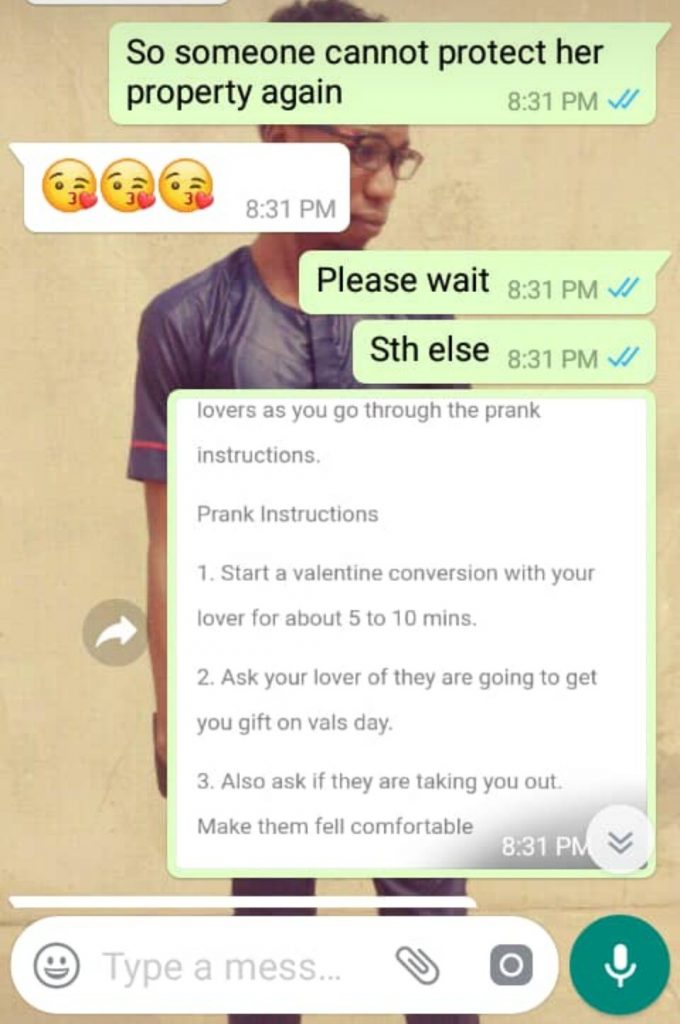 So someone cannot protect her
property again
8:31 PM
😘😘😘
8:31 PM
Please wait
8:31 PM
Sth else
8:31 PM
lovers as you go through the prank
instructions.
Prank Instructions
1. Start a valentine conversion with your
lover for about 5 to 10 mins.
2. Ask your lover of they are going to get
you gift on vals day.
3. Also ask if they are taking you out.
Make them fell comfortable
8:31 PM
Type a mess...